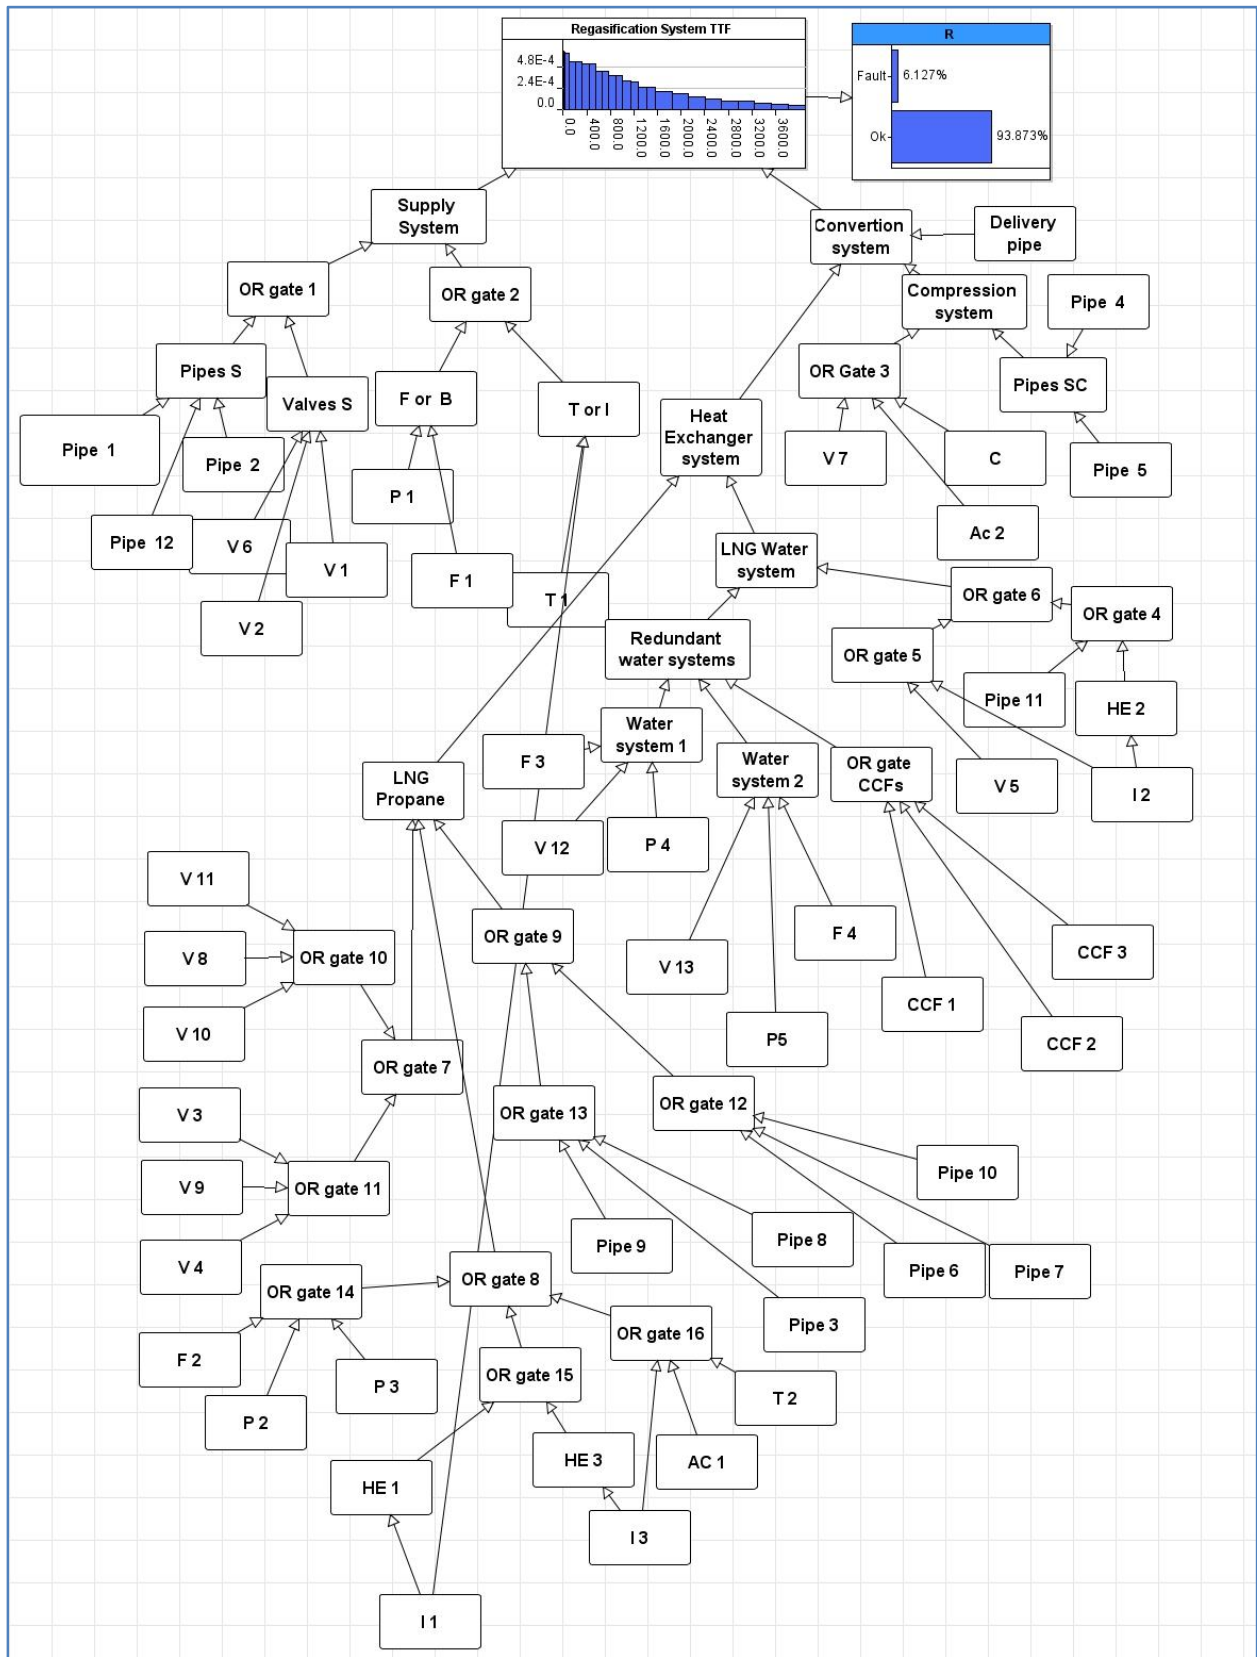 Regasification System TTF
4.8E-4
2.4E-4
0.0
0.0
400.0
8000.0
1200.0
1600.0
2000.0
2400.0
2800.0
3200.0
3600.0
R
Fault
6.127%
Ok
93.873%
Supply
System
Convertion
system
Delivery
pipe
OR gate 1
OR gate 2
Compression
system
Pipe 4
Pipes S
Valves S
F or B
T or I
OR Gate 3
Pipes SC
Pipe 1
Pipe 2
Heat
Exchanger
system
V 7
C
Pipe 5
P 1
Pipe 12
V 6
V 1
Ac 2
F 1
T 1
LNG Water
system
OR gate 6
V 2
OR gate 4
Redundant
water systems
OR gate 5
Pipe 11
HE 2
Water
system 1
F 3
LNG
Propane
Water
system 2
OR gate
CCFs
V 5
I 2
V 12
P 4
V 11
OR gate 9
F 4
V 8
OR gate 10
V 13
CCF 3
V 10
CCF 1
P5
CCF 2
OR gate 7
V 3
OR gate 13
OR gate 12
V 9
OR gate 11
Pipe 10
V 4
Pipe 9
Pipe 8
Pipe 6
Pipe 7
OR gate 14
OR gate 8
Pipe 3
F 2
OR gate 16
P 3
OR gate 15
T 2
P 2
HE 1
HE 3
AC 1
I 3
I 1